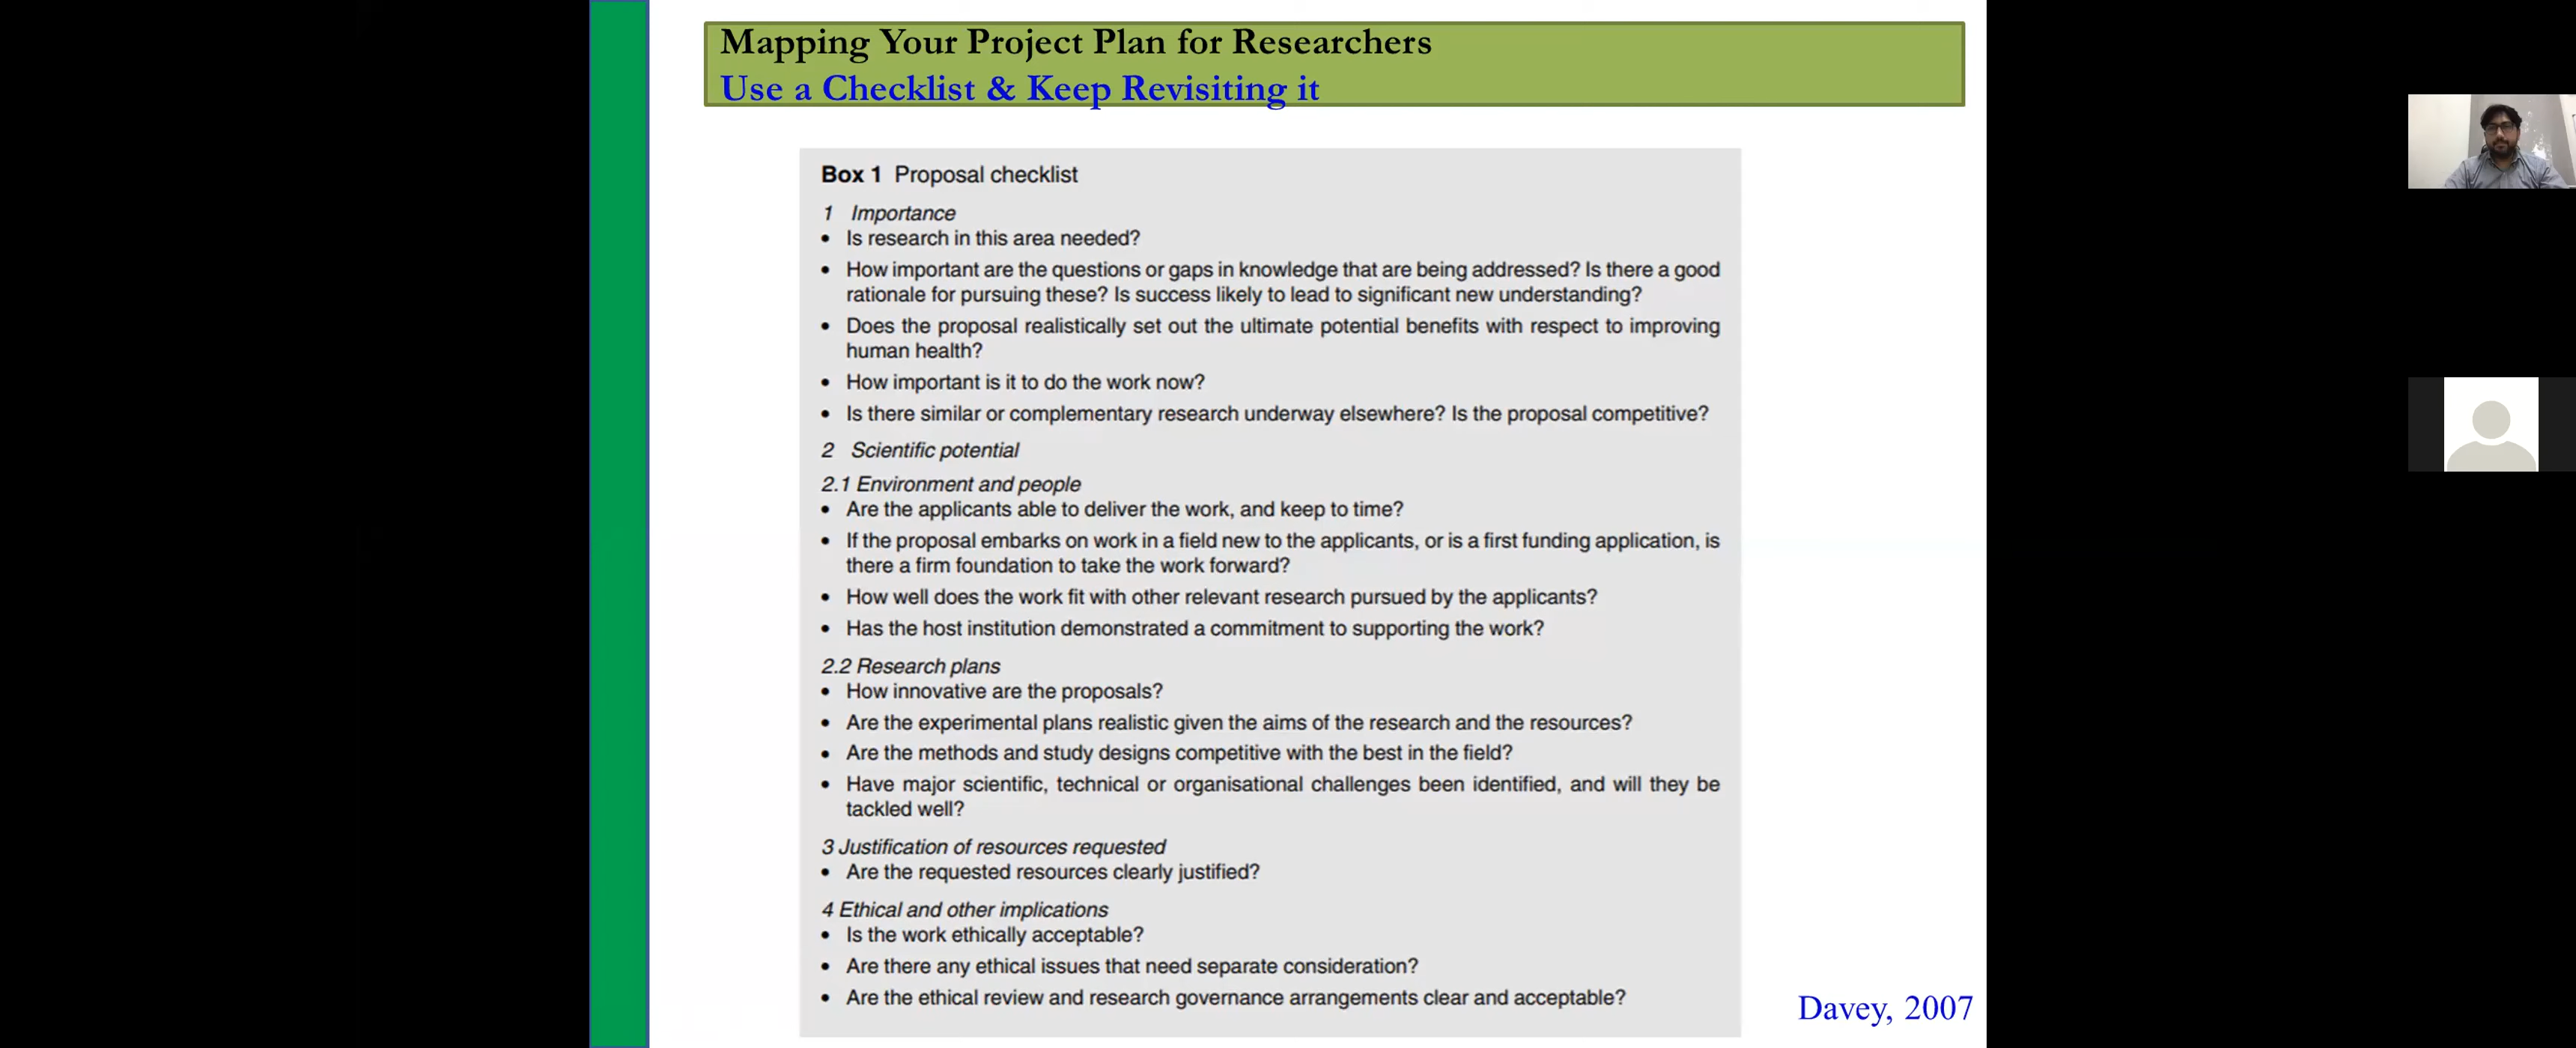 Mapping Your Project Plan for Researchers
Use a Checklist & Keep Revisiting it
Box 1 Proposal checklist
1 Importance
• Is research in this area needed?
• How important are the questions or gaps in knowledge that are being addressed? Is there a good
rationale for pursuing these? Is success likely to lead to significant new understanding?
• Does the proposal realistically set out the ultimate potential benefits with respect to improving
human health?
• How important is it to do the work now?
• Is there similar or complementary research underway elsewhere? Is the proposal competitive?
2 Scientific potential
2.1 Environment and people
• Are the applicants able to deliver the work, and keep to time?
• If the proposal embarks on work in a field new to the applicants, or is a first funding application, is
there a firm foundation to take the work forward?
• How well does the work fit with other relevant research pursued by the applicants?
• Has the host institution demonstrated a commitment to supporting the work?
2.2 Research plans
• How innovative are the proposals?
• Are the experimental plans realistic given the aims of the research and the resources?
• Are the methods and study designs competitive with the best in the field?
• Have major scientific, technical or organisational challenges been identified, and will they be
tackled well?
3 Justification of resources requested
• Are the requested resources clearly justified?
4 Ethical and other implications
• Is the work ethically acceptable?
• Are there any ethical issues that need separate consideration?
• Are the ethical review and research governance arrangements clear and acceptable?
Davey, 2007